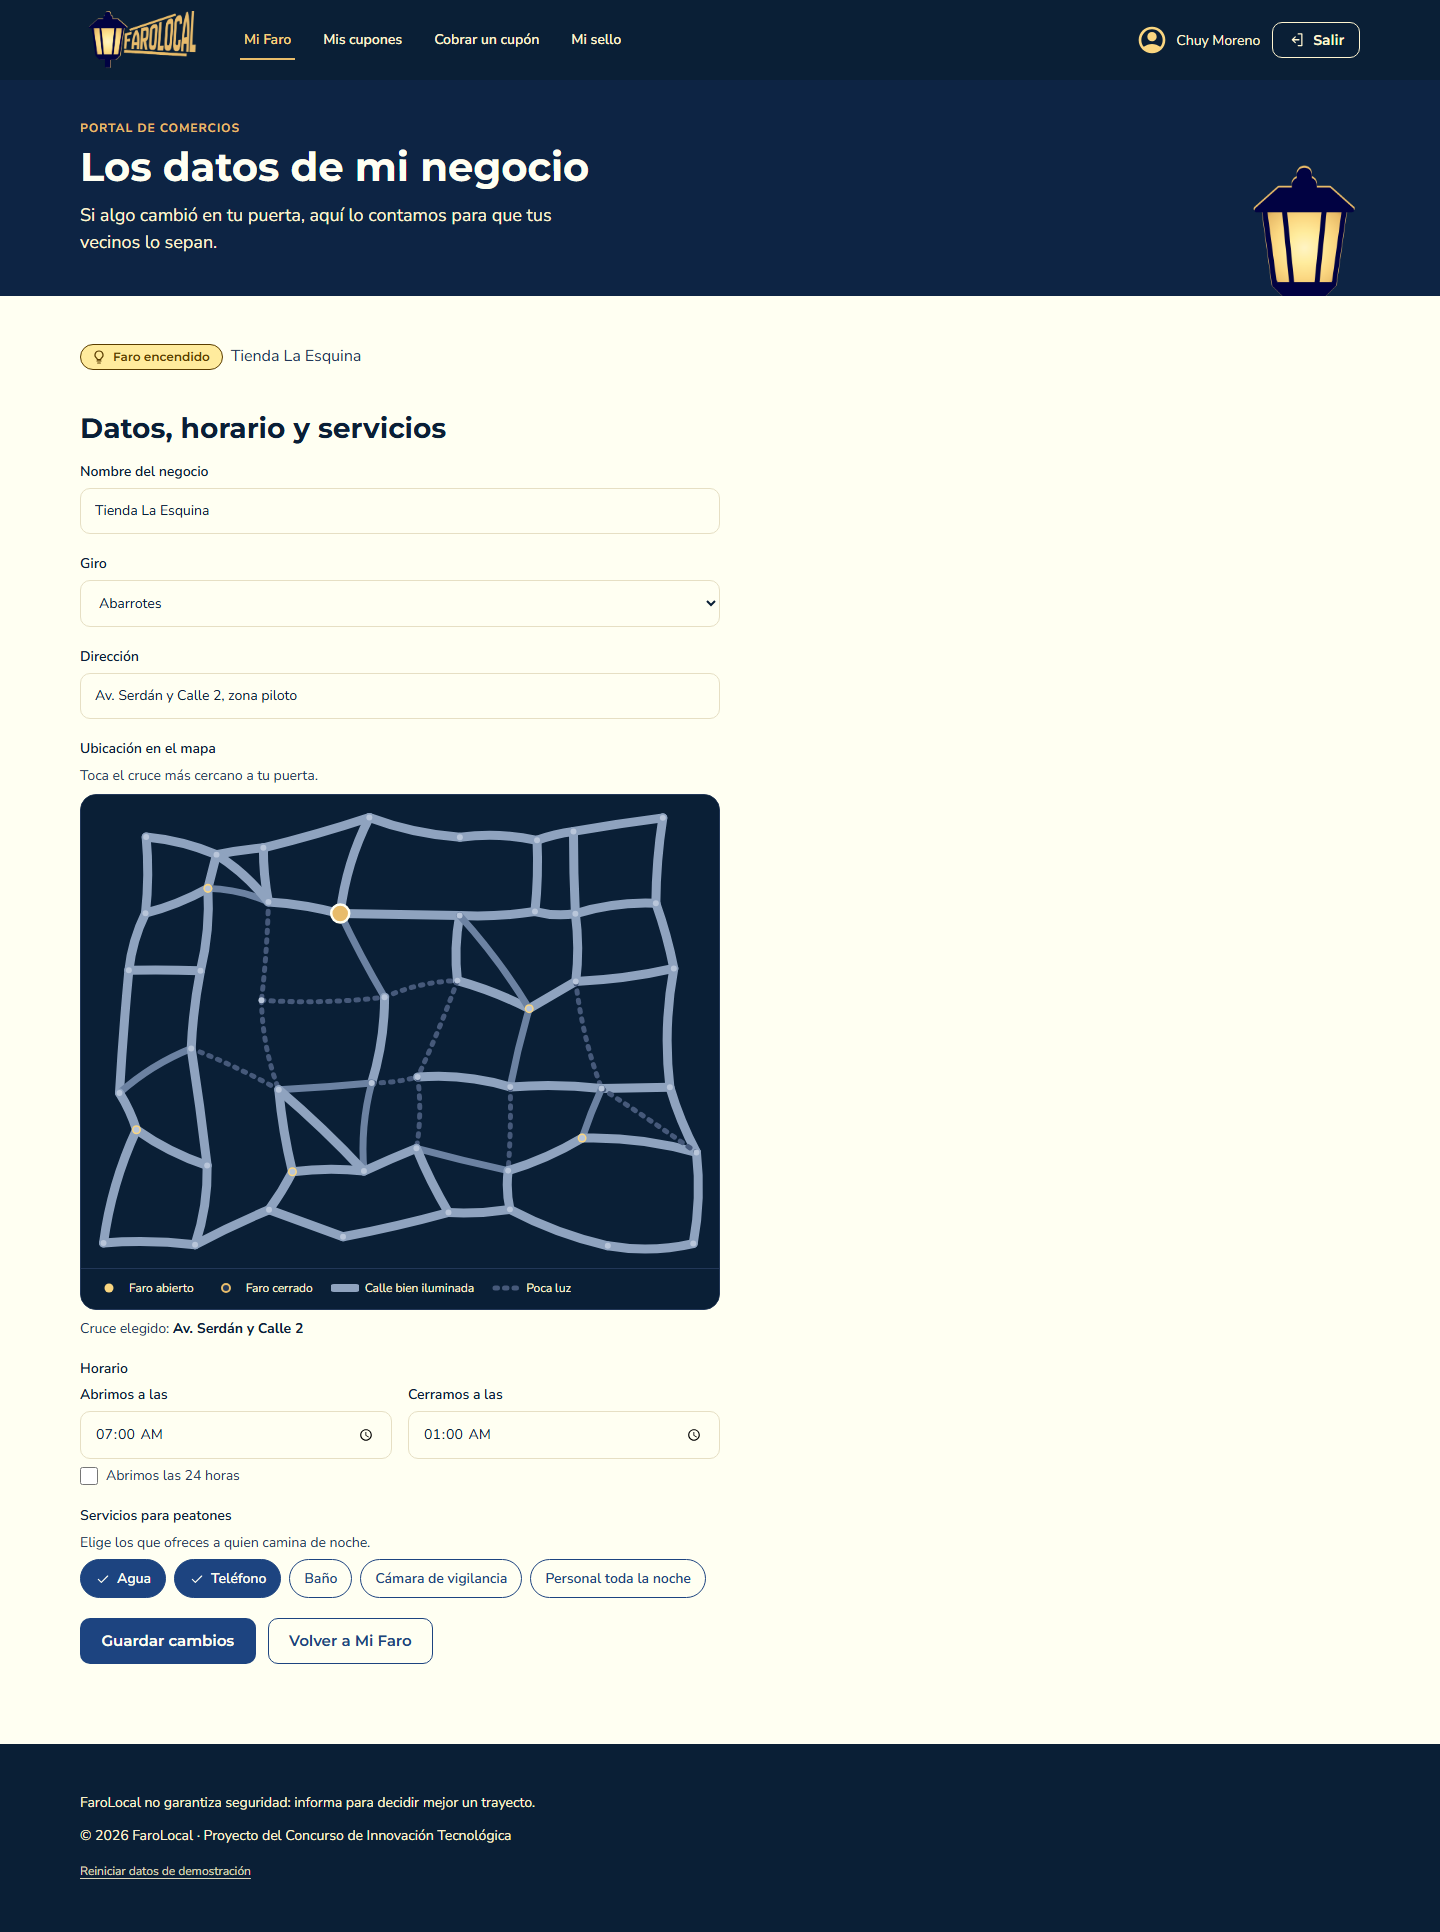 FAROLOCAL
Mi Faro
Mis cupones
Cobrar un cupón
Mi sello
Chuy Moreno
Salir
PORTAL DE COMERCIOS
Los datos de mi negocio
Si algo cambió en tu puerta, aquí lo contamos para que tus
vecinos lo sepan.
Faro encendido
Tienda La Esquina
Datos, horario y servicios
Nombre del negocio
Tienda La Esquina
Giro
Abarrotes
Dirección
Av. Serdán y Calle 2, zona piloto
Ubicación en el mapa
Toca el cruce más cercano a tu puerta.
Faro abierto
Faro cerrado
Calle bien iluminada
Poca luz
Cruce elegido: Av. Serdán y Calle 2
Horario
Abrimos a las
Cerramos a las
07:00 AM
01:00 AM
Abrimos las 24 horas
Servicios para peatones
Elige los que ofreces a quien camina de noche.
Agua
Teléfono
Baño
Cámara de vigilancia
Personal toda la noche
Guardar cambios
Volver a Mi Faro
FaroLocal no garantiza seguridad: informa para decidir mejor un trayecto.
© 2026 FaroLocal · Proyecto del Concurso de Innovación Tecnológica
Reiniciar datos de demostración